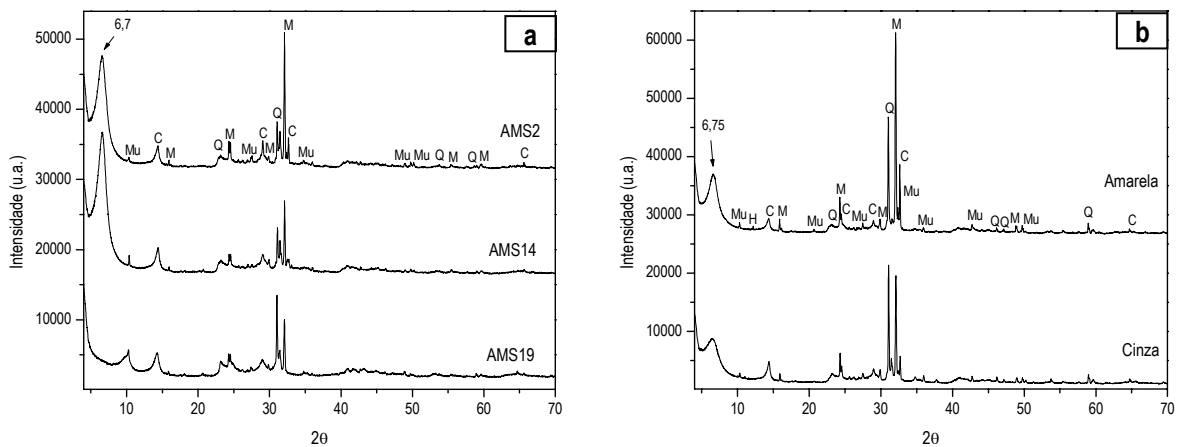 a
6,7
M
50000
40000
30000
20000
10000
Intensidade (u.a.)
Q
AMS2
Mu
C
M
Q
M
Mu
C
M
C
Mu
Mu
M
Q
M
Q
M
C
AMS14
AMS19
10 20 30 40 50 60 70
2θ
b
M
60000
50000
40000
30000
20000
10000
0
Intensidade (u.a.)
Q
6,75
C
Amarela
Mu
H
C
M
Mu
Q
M
C
Mu
C
M
Mu
Mu
Mu
Q
Q
M
Mu
Q
C
Cinza
10 20 30 40 50 60 70
2θ